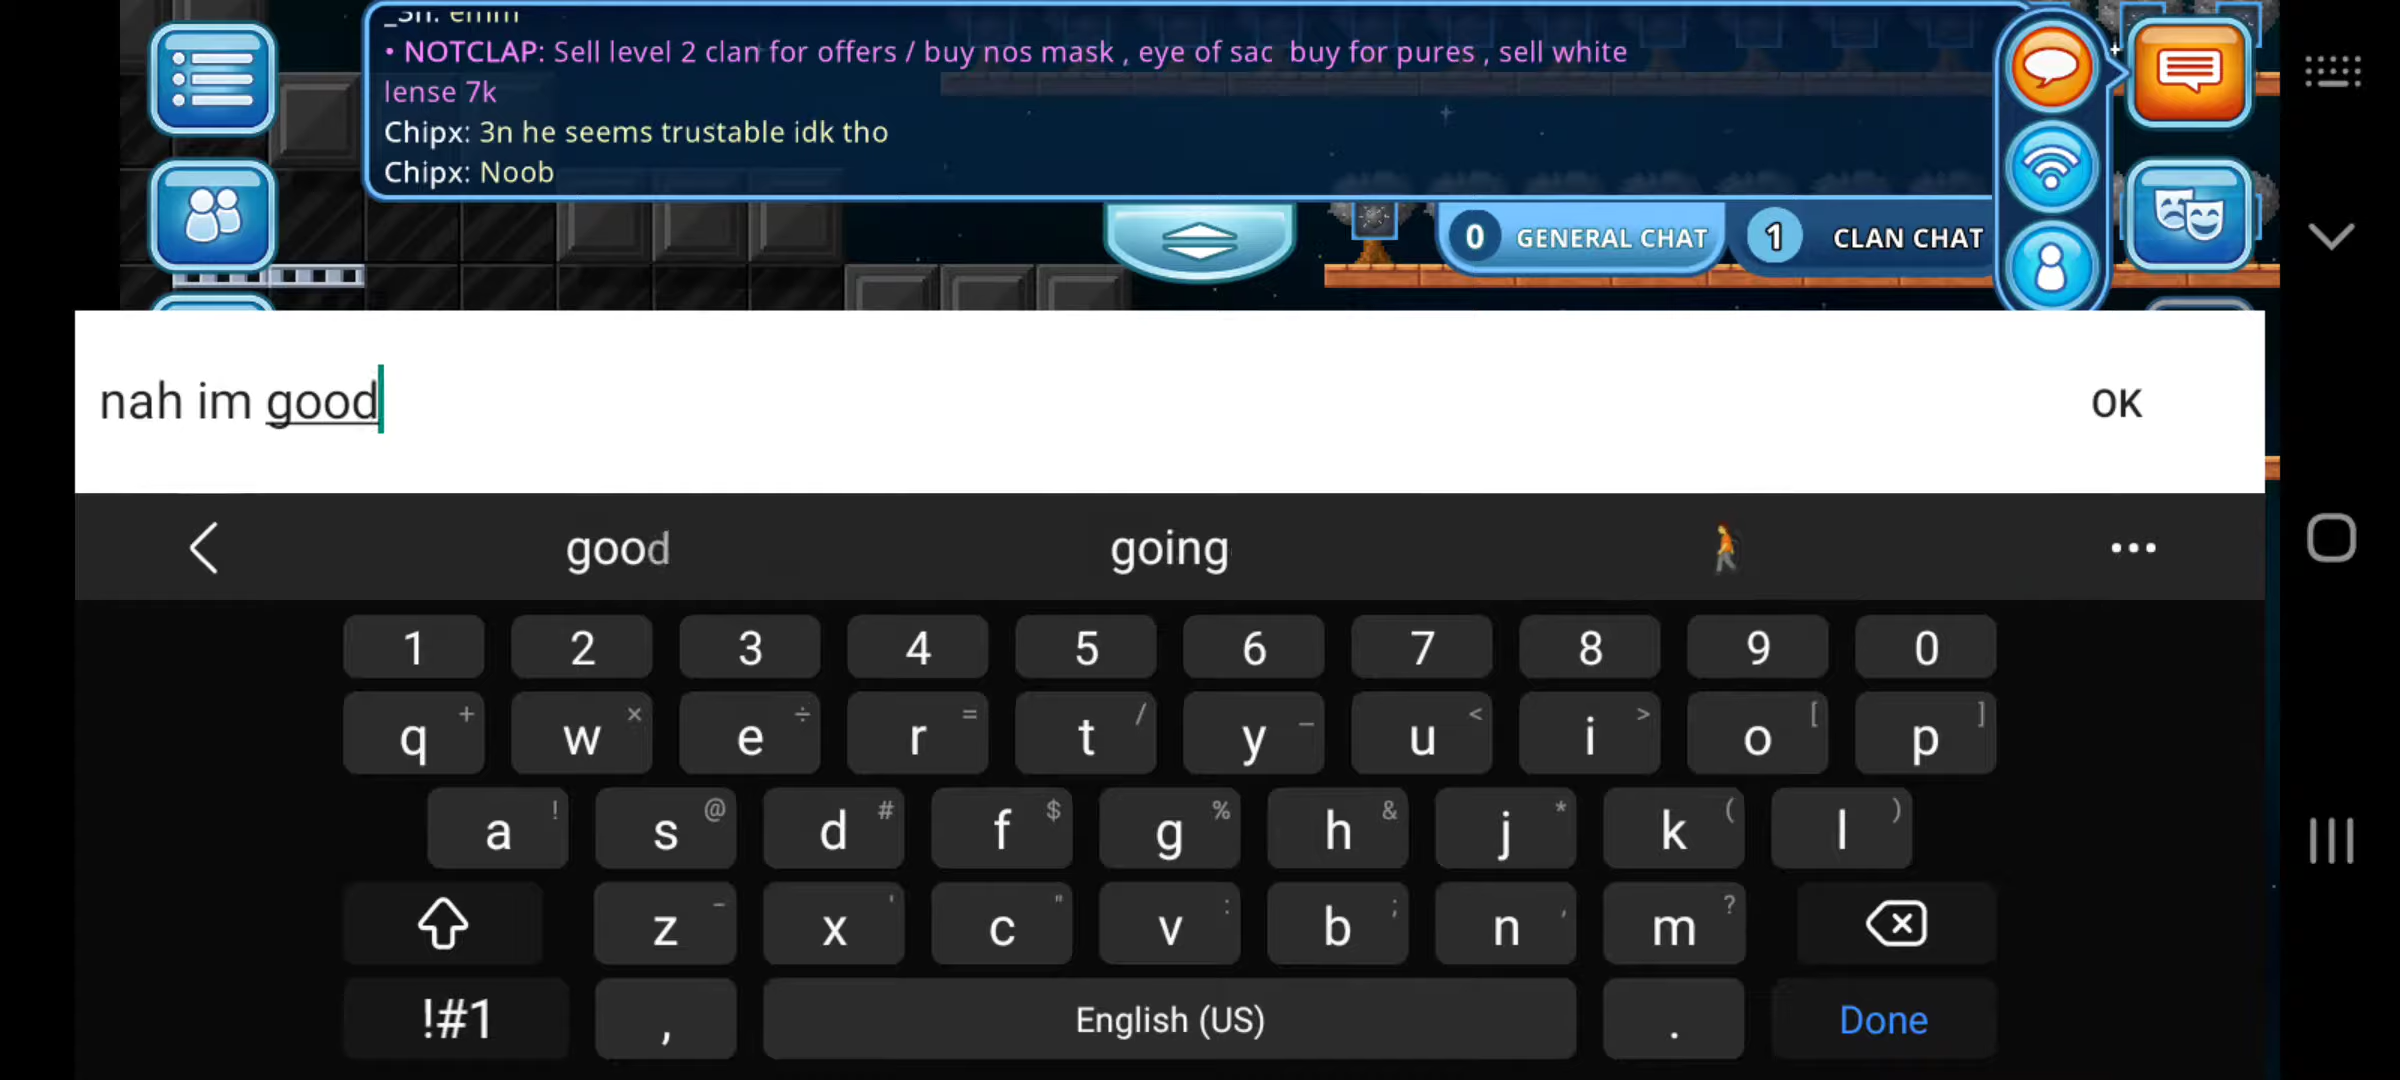 _3n: emm
• NOTCLAP: Sell level 2 clan for offers / buy nos mask , eye of sac  buy for pures , sell white
lense 7k
Chipx: 3n he seems trustable idk tho
Chipx: Noob
0 GENERAL CHAT 1 CLAN CHAT
nah im good OK
good going
1 2 3 4 5 6 7 8 9 0
q + w × e ÷ r = t / y _ u < i > o [ p ]
a ! s @ d # f $ g % h & j * k ( l )
z - x ' c " v : b ; n , m ?
!#1 , English (US) . Done